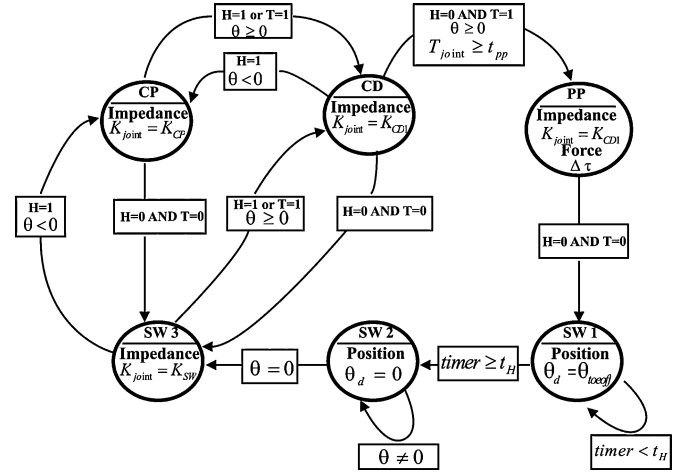 H=1 or T=1
θ ≥ 0
H=0 AND T=1
θ ≥ 0
T_joint ≥ t_pp
H=1
θ < 0
CP
Impedance
K_joint = K_CP
CD
Impedance
K_joint = K_CD1
PP
Impedance
K_joint = K_CD1
Force
Δ τ
H=1
θ < 0
H=0 AND T=0
H=1 or T=1
θ ≥ 0
H=0 AND T=0
H=0 AND T=0
SW 3
Impedance
K_joint = K_SW
θ = 0
SW 2
Position
θ_d = 0
timer ≥ t_H
SW 1
Position
θ_d = θ_toeoff
θ ≠ 0
timer < t_H